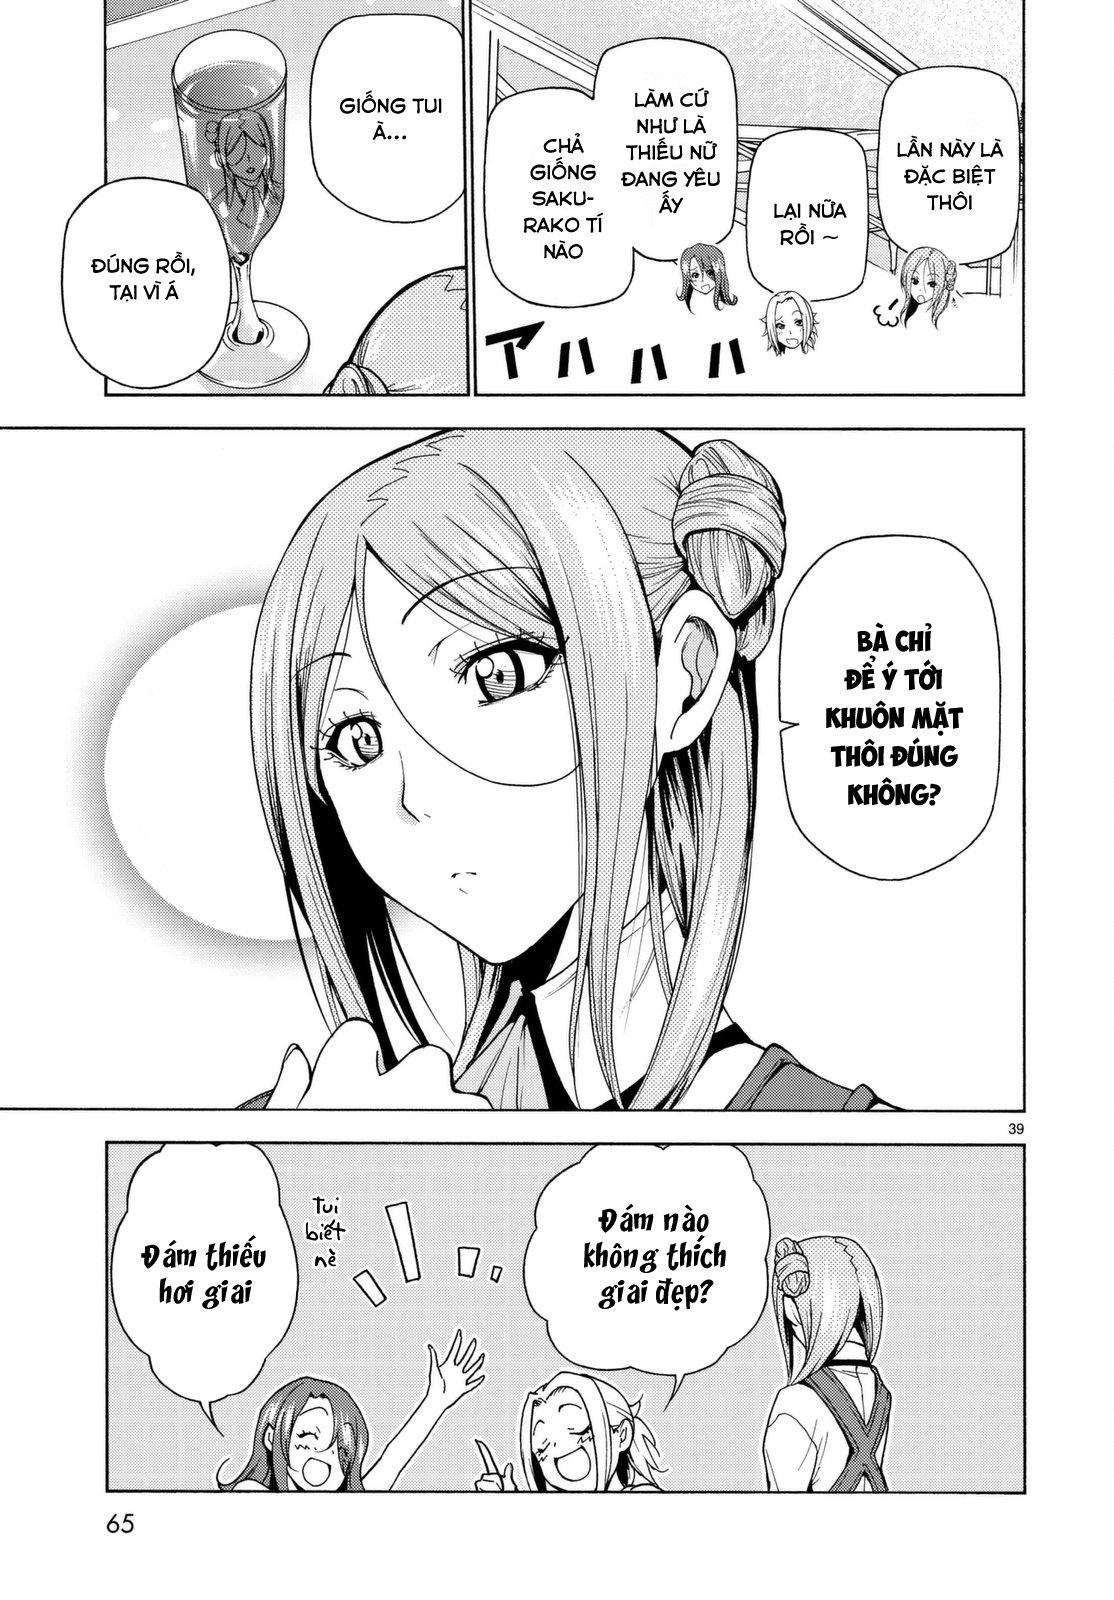 LẦN NÀY LÀ
ĐẶC BIỆT
THÔI
LẠI NỮA
RỒI ~
LÀM CỨ
NHƯ LÀ
THIẾU NỮ
ĐANG YÊU
ẤY
CHẢ
GIỐNG
SAKU-
RAKO TÍ
NÀO
アハハハハ
GIỐNG TUI
À...
ĐÚNG RỒI,
TẠI VÌ Á
BÀ CHỈ
ĐỂ Ý TỚI
KHUÔN MẶT
THÔI ĐÚNG
KHÔNG?
39
Đám nào
không thích
giai đẹp?
tui
biết
nè
Đám thiếu
hơi giai
65